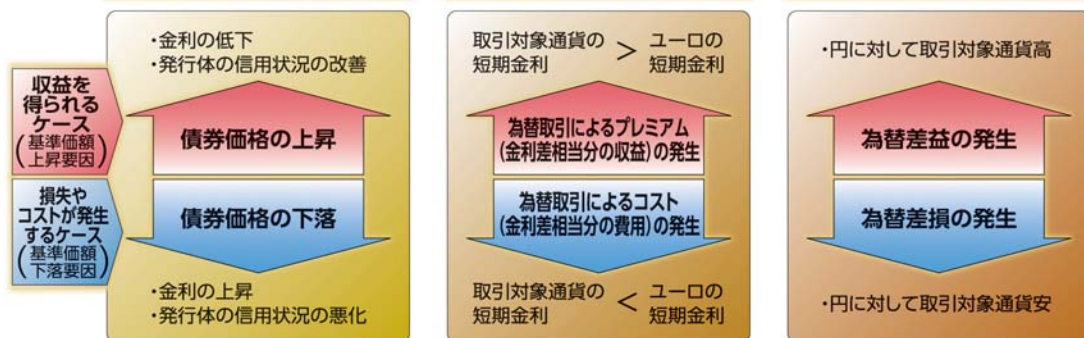 収益を
得られる
ケース
(基準価額
上昇要因)
損失や
コストが発生
するケース
(基準価額
下落要因)
・金利の低下
・発行体の信用状況の改善
債券価格の上昇
債券価格の下落
・金利の上昇
・発行体の信用状況の悪化
取引対象通貨の > ユーロの
短期金利 短期金利
為替取引によるプレミアム
(金利差相当分の収益)の発生
為替取引によるコスト
(金利差相当分の費用)の発生
取引対象通貨の < ユーロの
短期金利 短期金利
・円に対して取引対象通貨高
為替差益の発生
為替差損の発生
・円に対して取引対象通貨安